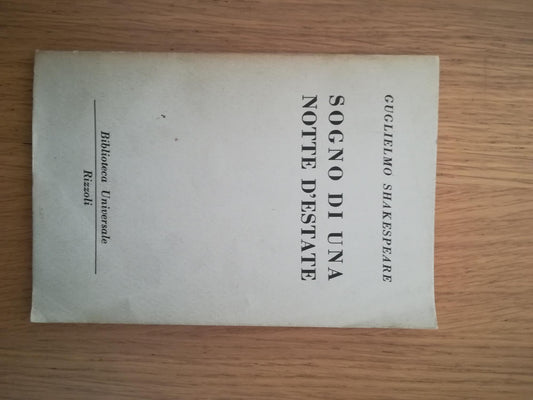 GUGLIELMO SHAKESPEARE
SOGNO DI UNA
NOTTE D'ESTATE
Biblioteca Universale
Rizzoli